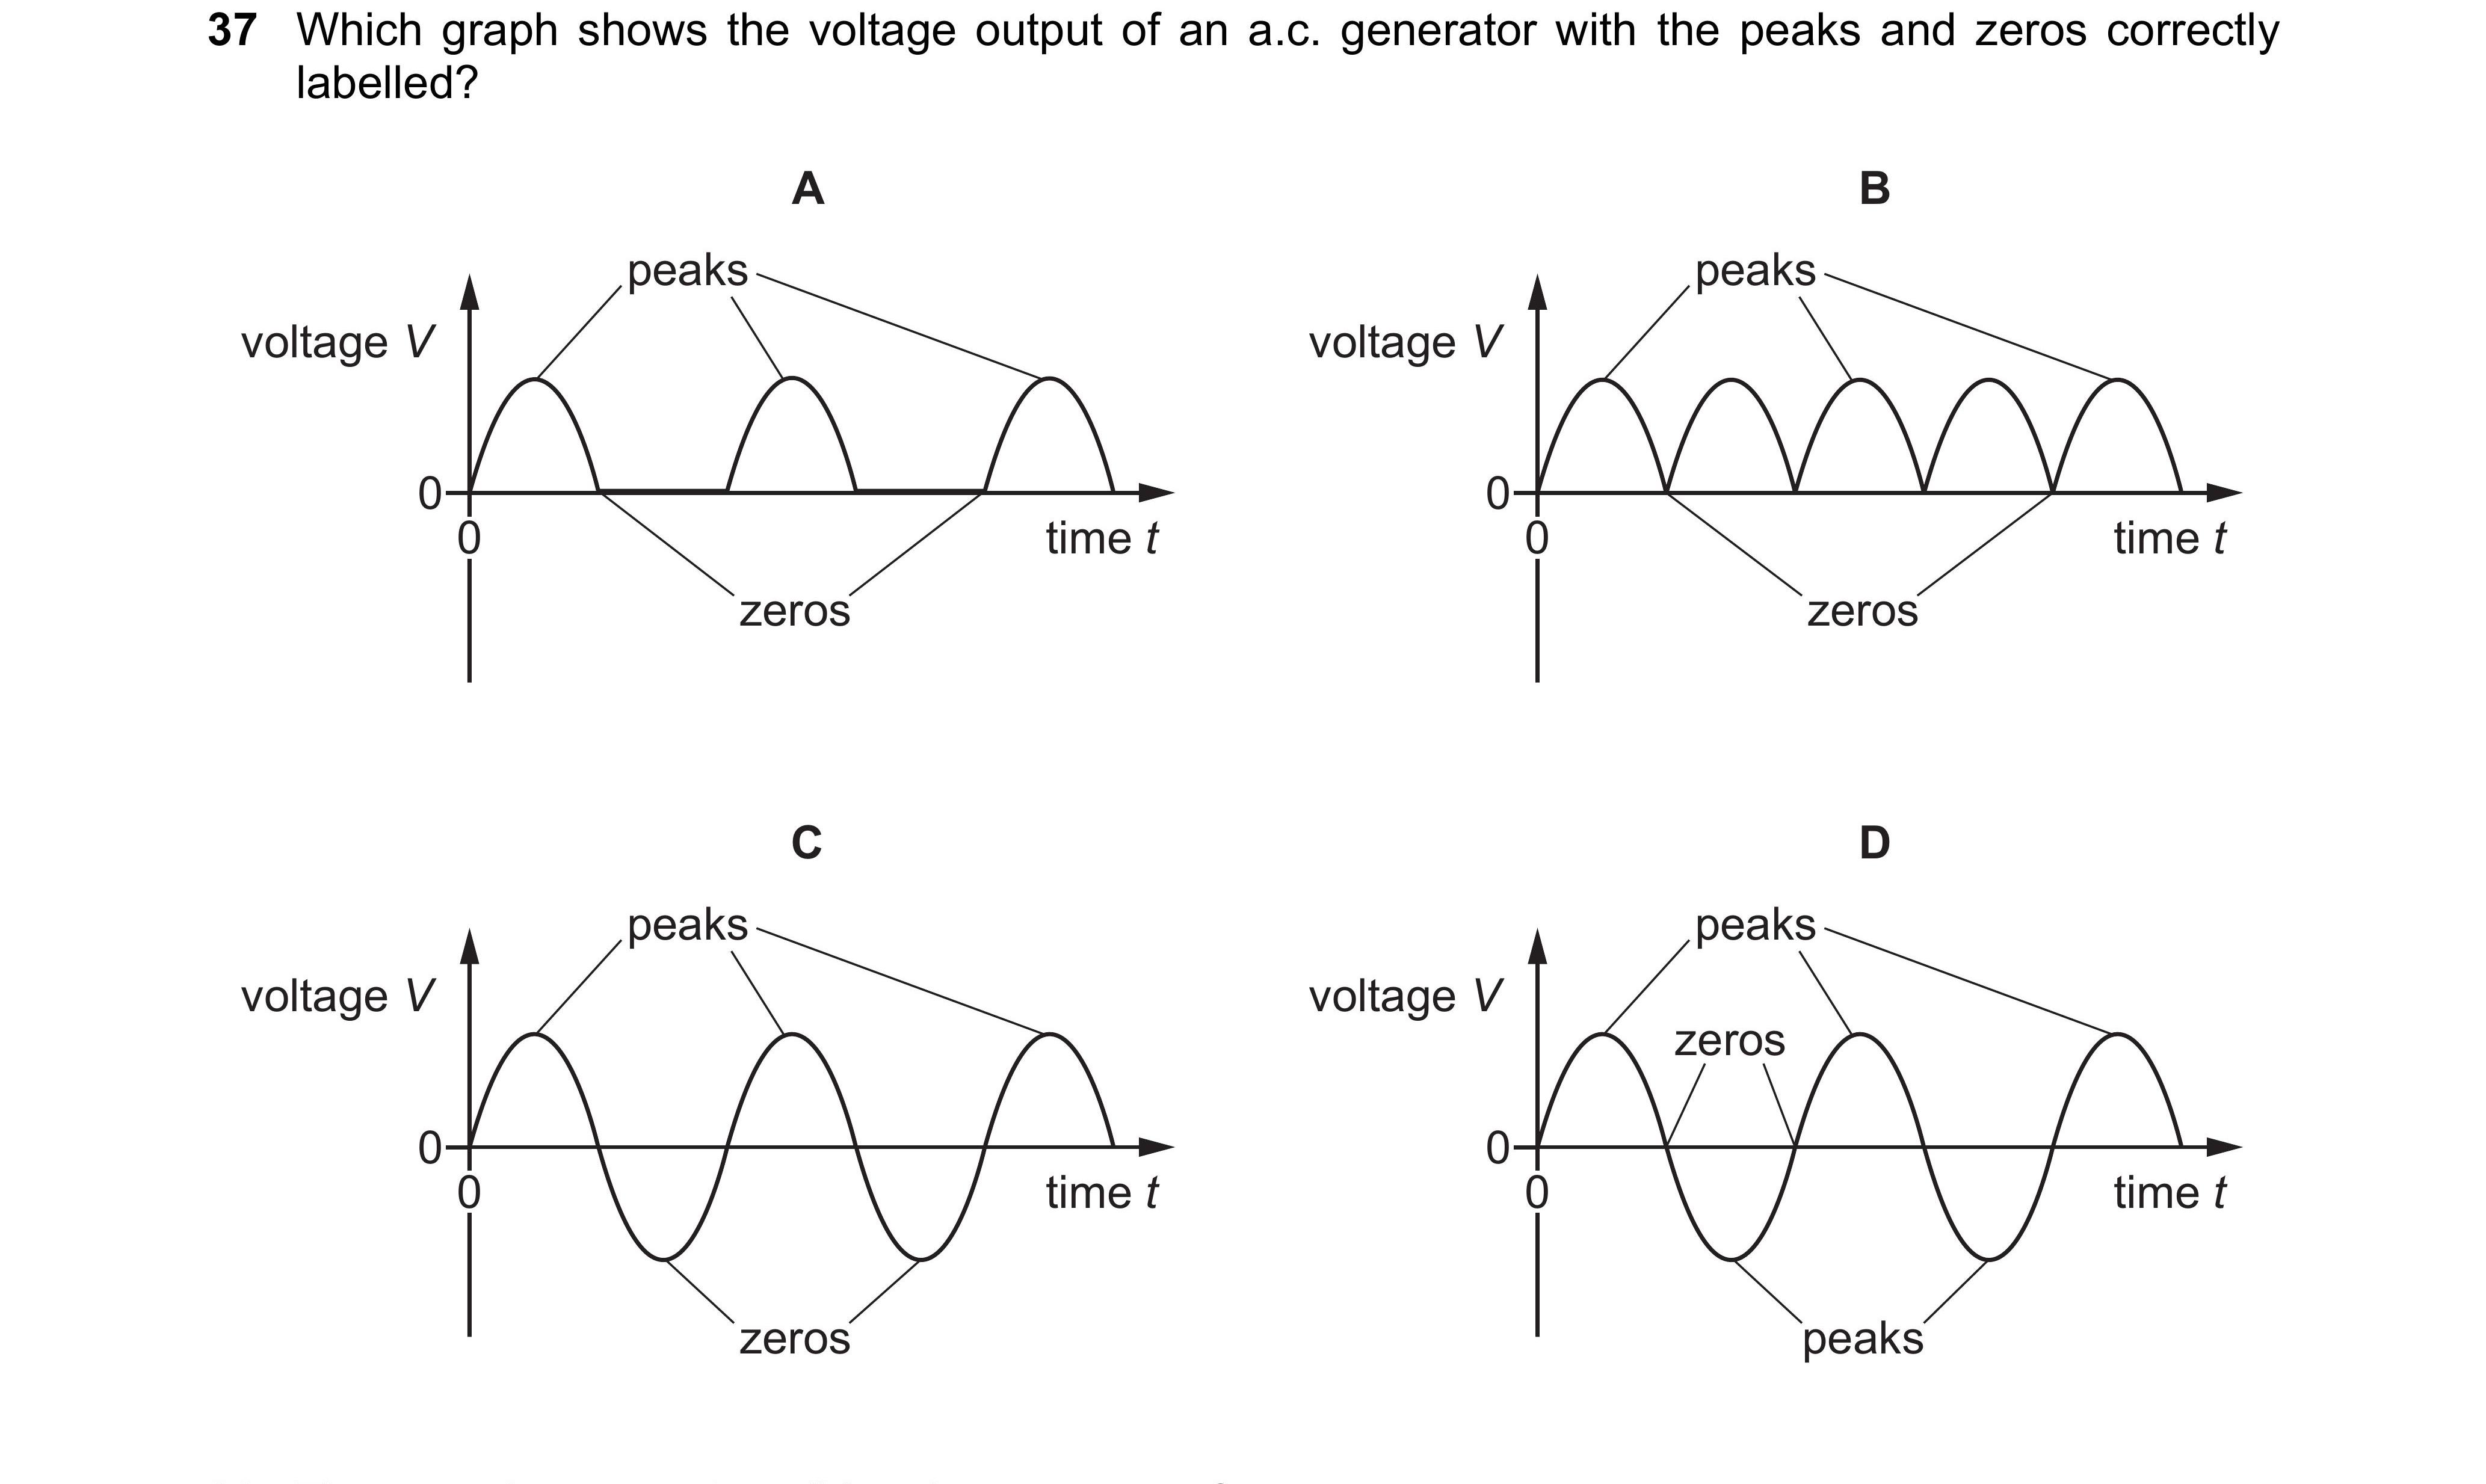 37 Which graph shows the voltage output of an a.c. generator with the peaks and zeros correctly
labelled?
A
peaks
voltage V
0
0
time t
zeros
B
peaks
voltage V
0
0
time t
zeros
C
peaks
voltage V
0
0
time t
zeros
D
peaks
voltage V
zeros
0
0
time t
peaks